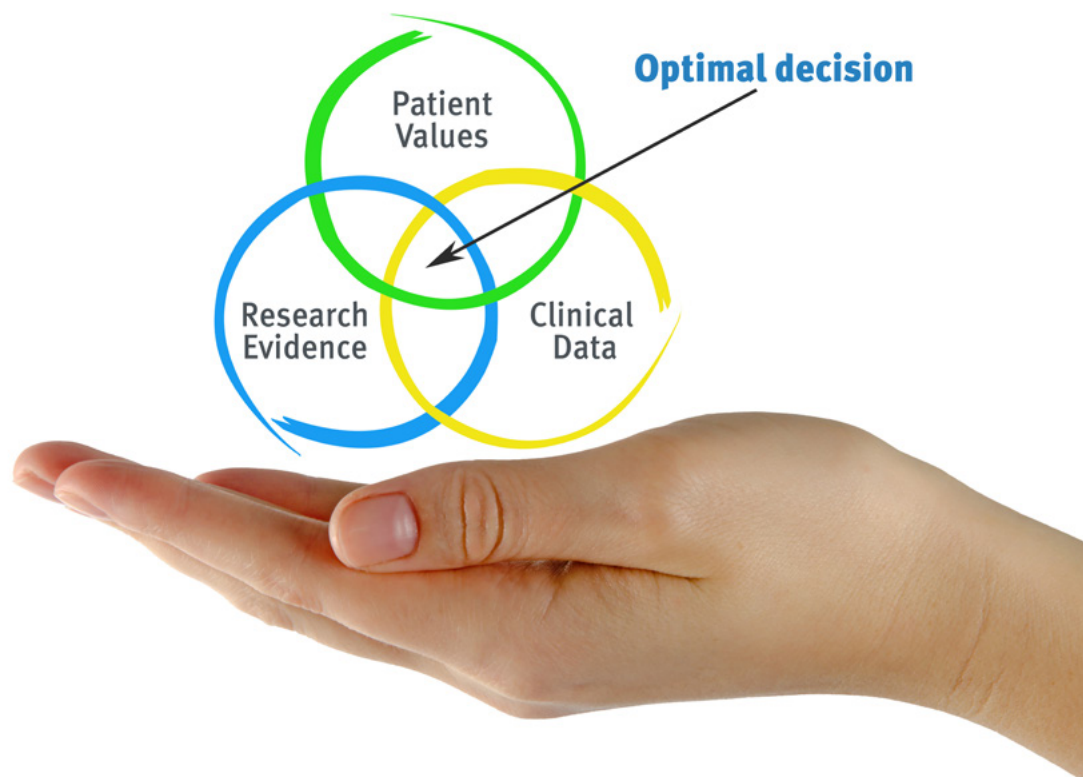 Optimal decision
Patient
Values
Research
Evidence
Clinical
Data